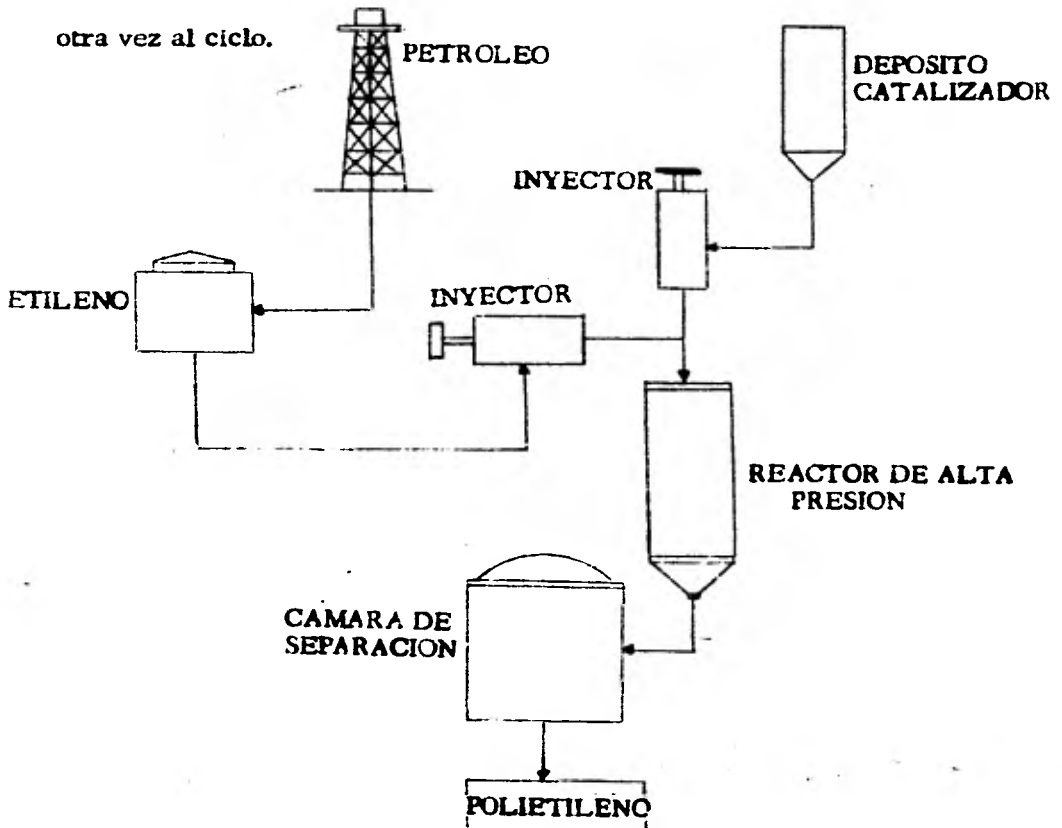 otra vez al ciclo.
PETROLEO
DEPOSITO
CATALIZADOR
INYECTOR
ETILENO
INYECTOR
REACTOR DE ALTA
PRESION
CAMARA DE
SEPARACION
POLIETILENO